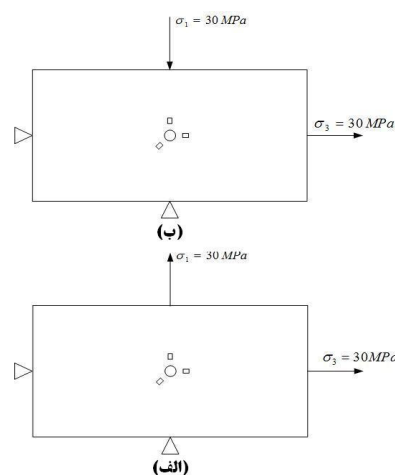 σ₁ = 30 MPa
σ₃ = 30 MPa
(ب)
σ₁ = 30 MPa
σ₃ = 30MPa
(الف)